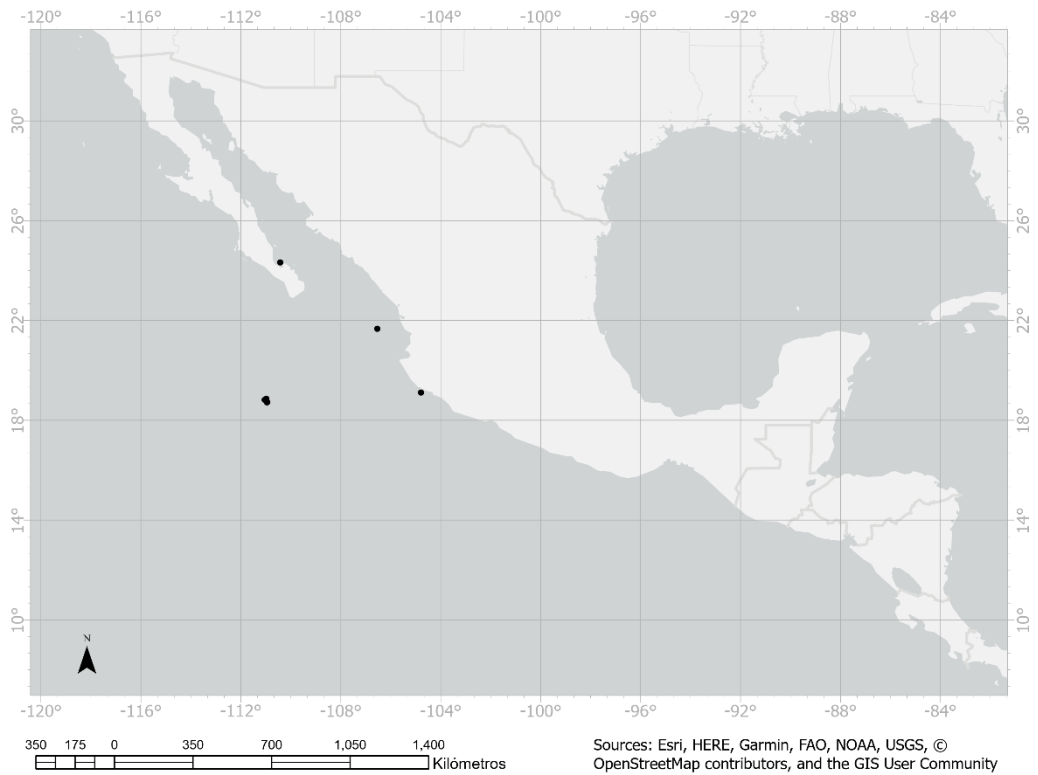 -120° -116° -112° -108° -104° -100° -96° -92° -88° -84°
30° 30°
26° 26°
22° 22°
18° 18°
14° 14°
10° 10°
N
-120° -116° -112° -108° -104° -100° -96° -92° -88° -84°
350 175 0 350 700 1,050 1,400
Kilómetros
Sources: Esri, HERE, Garmin, FAO, NOAA, USGS, ©
OpenStreetMap contributors, and the GIS User Community